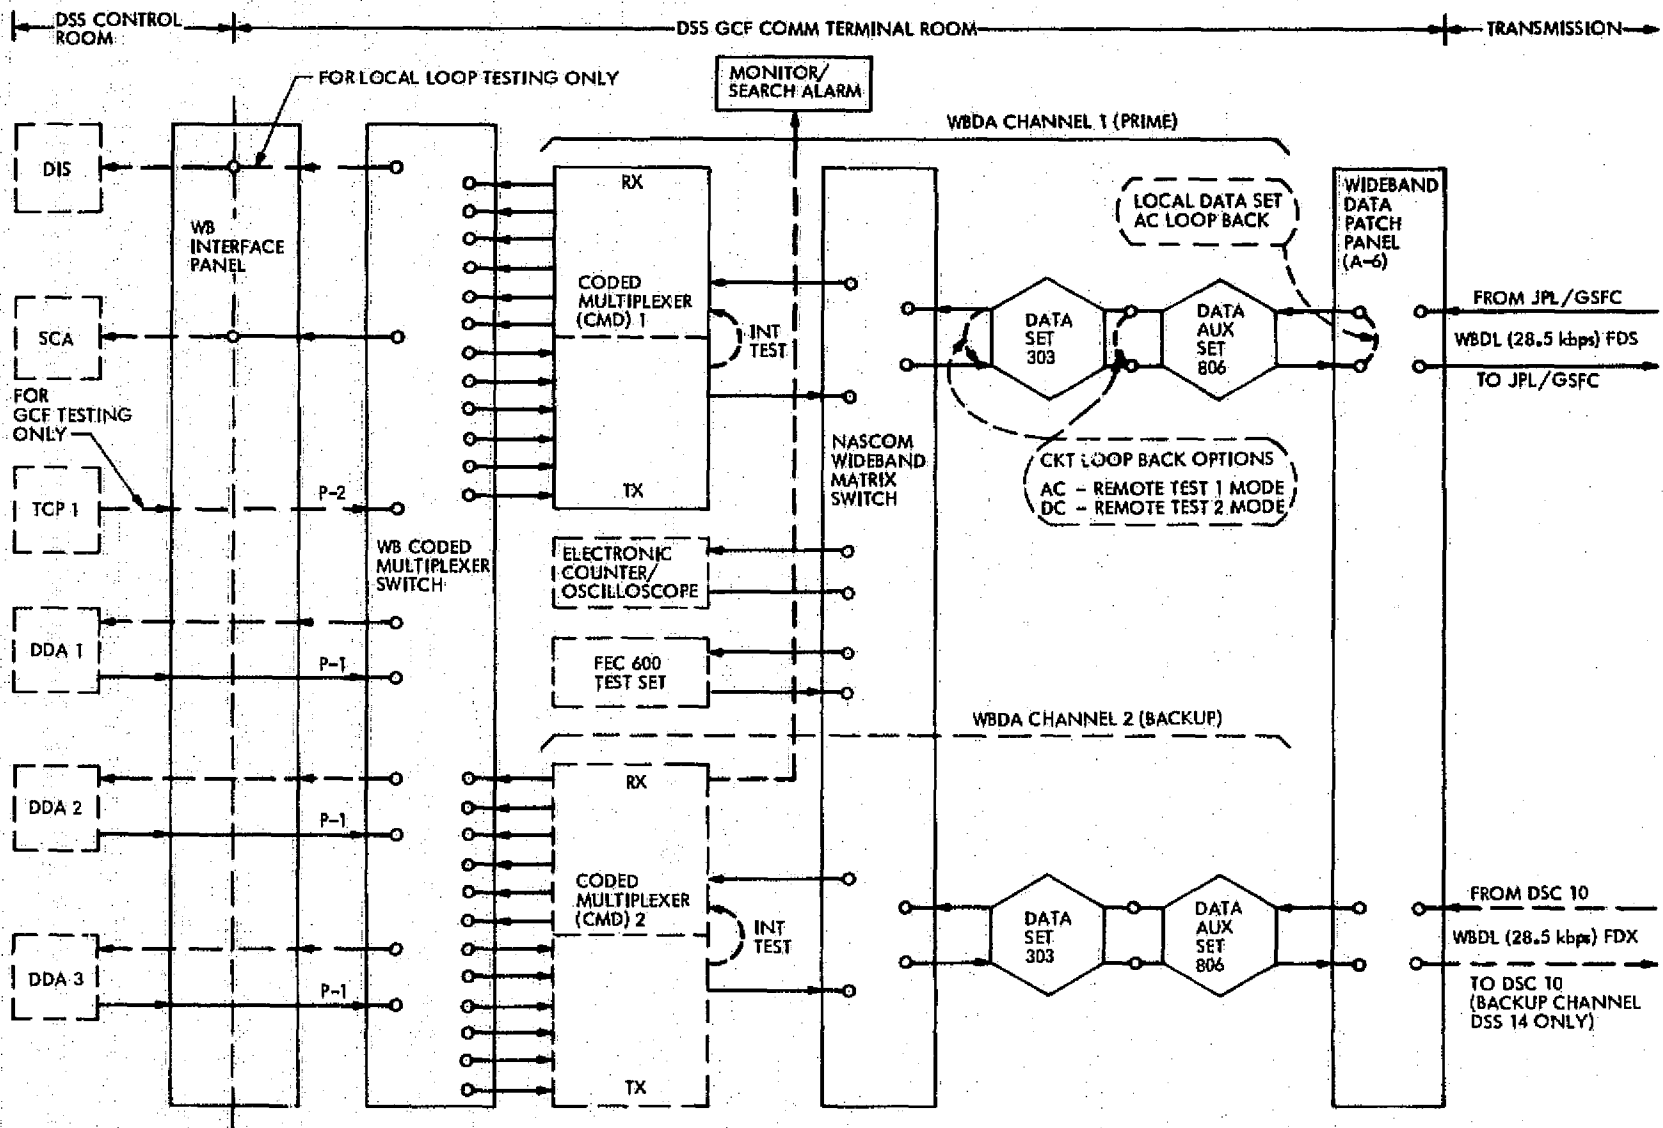 DSS CONTROL
ROOM
DSS GCF COMM TERMINAL ROOM
TRANSMISSION
FOR LOCAL LOOP TESTING ONLY
MONITOR/
SEARCH ALARM
WBDA CHANNEL 1 (PRIME)
DIS
WB
INTERFACE
PANEL
RX
CODED
MULTIPLEXER
(CMD) 1
INT
TEST
TX
LOCAL DATA SET
AC LOOP BACK
WIDEBAND
DATA
PATCH
PANEL
(A-6)
SCA
DATA
SET
303
DATA
AUX
SET
806
FROM JPL/GSFC
WBDL (28.5 kbps) FDS
TO JPL/GSFC
FOR
GCF TESTING
ONLY
NASCOM
WIDEBAND
MATRIX
SWITCH
CKT LOOP BACK OPTIONS
AC - REMOTE TEST 1 MODE
DC - REMOTE TEST 2 MODE
TCP 1
P-2
WB CODED
MULTIPLEXER
SWITCH
ELECTRONIC
COUNTER/
OSCILLOSCOPE
DDA 1
P-1
FEC 600
TEST SET
WBDA CHANNEL 2 (BACKUP)
DDA 2
P-1
RX
CODED
MULTIPLEXER
(CMD) 2
INT
TEST
TX
DATA
SET
303
DATA
AUX
SET
806
FROM DSC 10
WBDL (28.5 kbps) FDX
TO DSC 10
(BACKUP CHANNEL
DSS 14 ONLY)
DDA 3
P-1